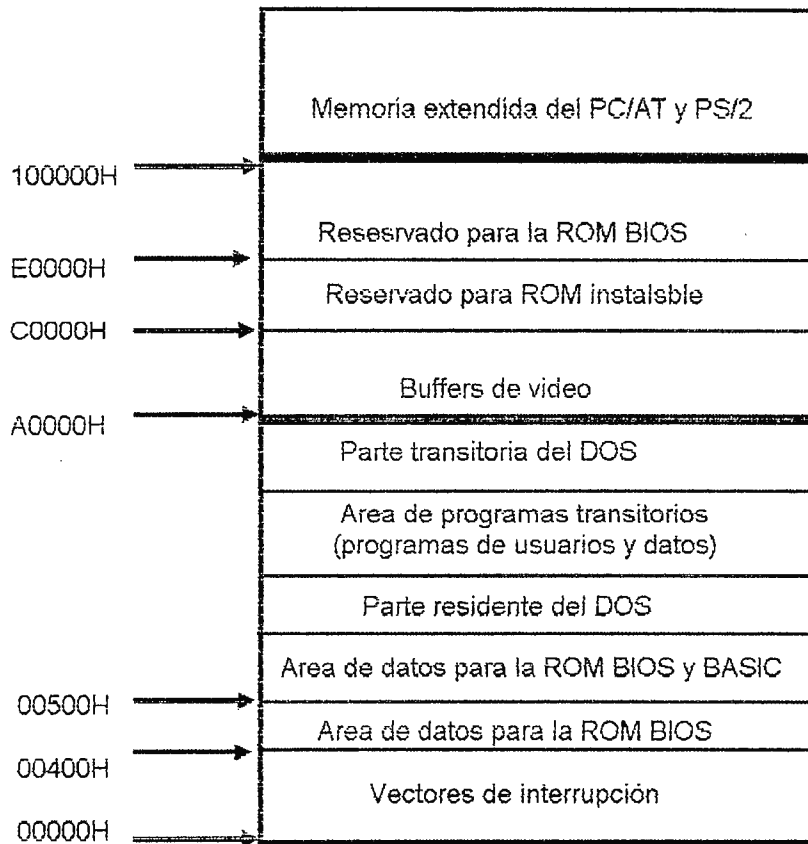 Memoria extendida del PC/AT y PS/2
100000H
Resesrvado para la ROM BIOS
E0000H
Reservado para ROM instalsble
C0000H
Buffers de video
A0000H
Parte transitoria del DOS
Area de programas transitorios
(programas de usuarios y datos)
Parte residente del DOS
Area de datos para la ROM BIOS y BASIC
00500H
Area de datos para la ROM BIOS
00400H
Vectores de interrupción
00000H